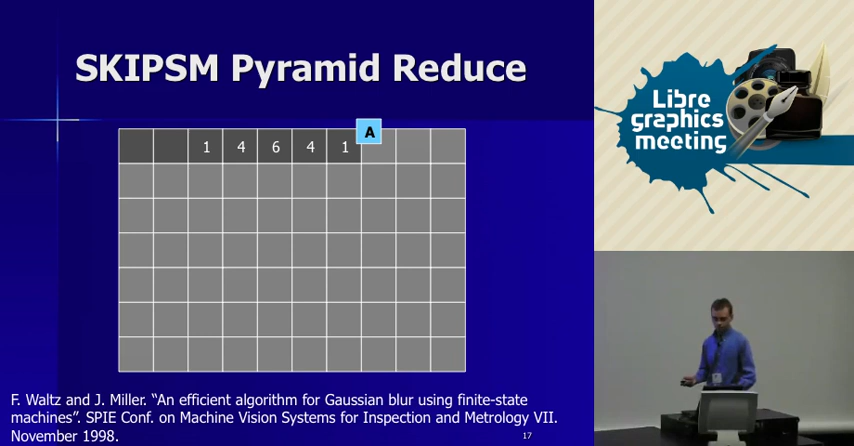 SKIPSM Pyramid Reduce
A
1 4 6 4 1
F. Waltz and J. Miller. “An efficient algorithm for Gaussian blur using finite-state
machines”. SPIE Conf. on Machine Vision Systems for Inspection and Metrology VII.
November 1998.
17
Libre
graphics
meeting